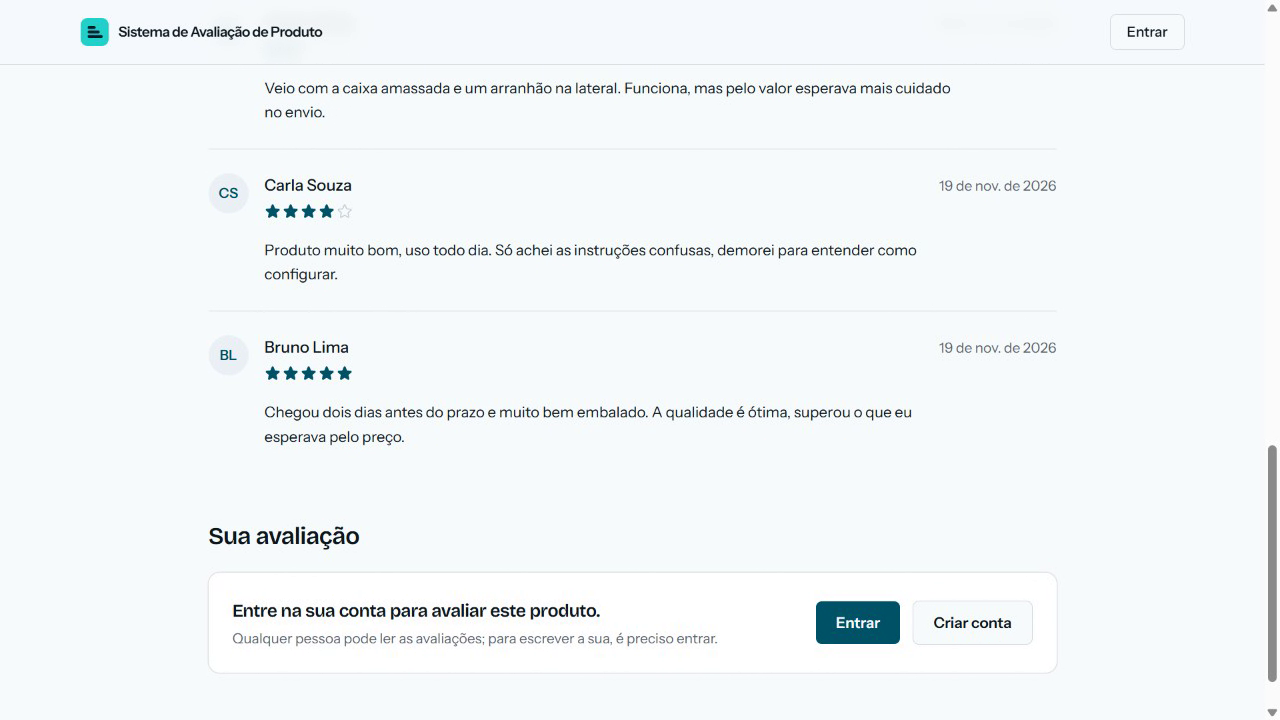 Sistema de Avaliação de Produto
Entrar
Veio com a caixa amassada e um arranhão na lateral. Funciona, mas pelo valor esperava mais cuidado
no envio.
CS
Carla Souza
19 de nov. de 2026
Produto muito bom, uso todo dia. Só achei as instruções confusas, demorei para entender como
configurar.
BL
Bruno Lima
19 de nov. de 2026
Chegou dois dias antes do prazo e muito bem embalado. A qualidade é ótima, superou o que eu
esperava pelo preço.
Sua avaliação
Entre na sua conta para avaliar este produto.
Qualquer pessoa pode ler as avaliações; para escrever a sua, é preciso entrar.
Entrar
Criar conta